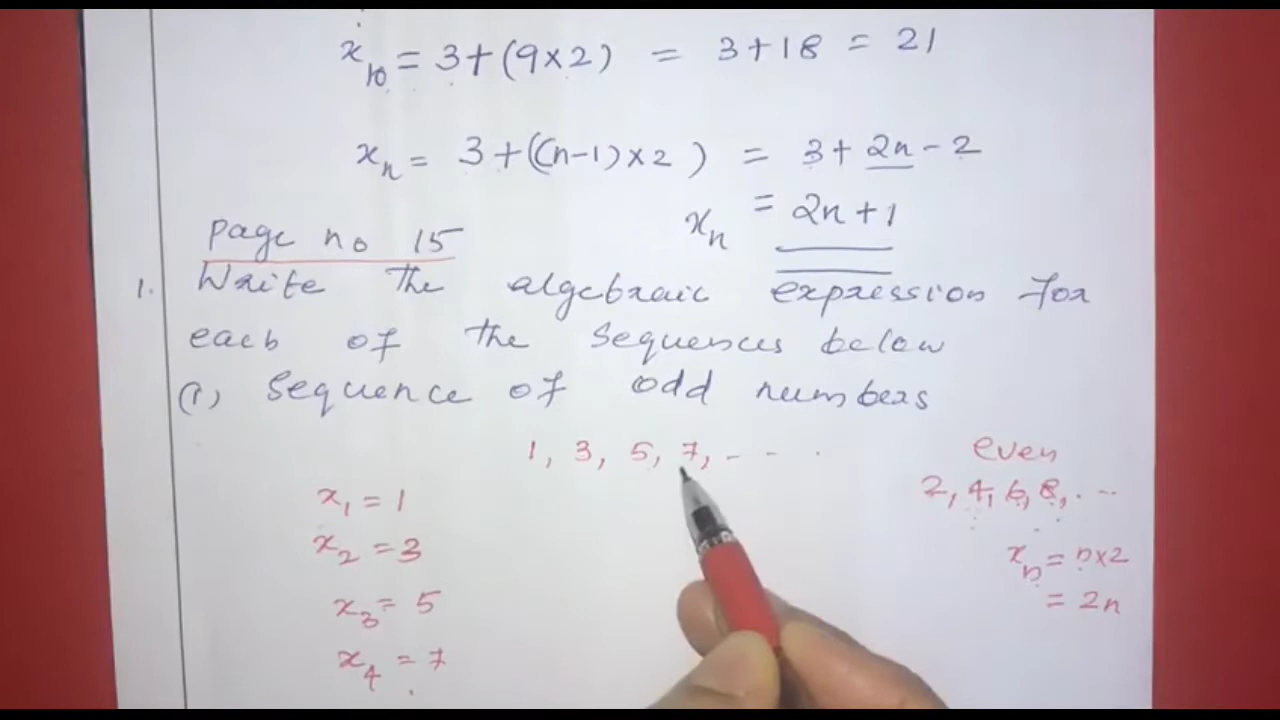 x₁₀ = 3+(9×2) = 3+18 = 21
xₙ = 3+((n-1)×2) = 3+2n-2
xₙ = 2n+1
page no 15
1. Write the algebraic expression for
each of the sequences below
(1) Sequence of odd numbers
1, 3, 5, 7, - - .
x₁ = 1
x₂ = 3
x₃ = 5
x₄ = 7
even
2, 4, 6, 8, . --
xₙ = n×2
= 2n